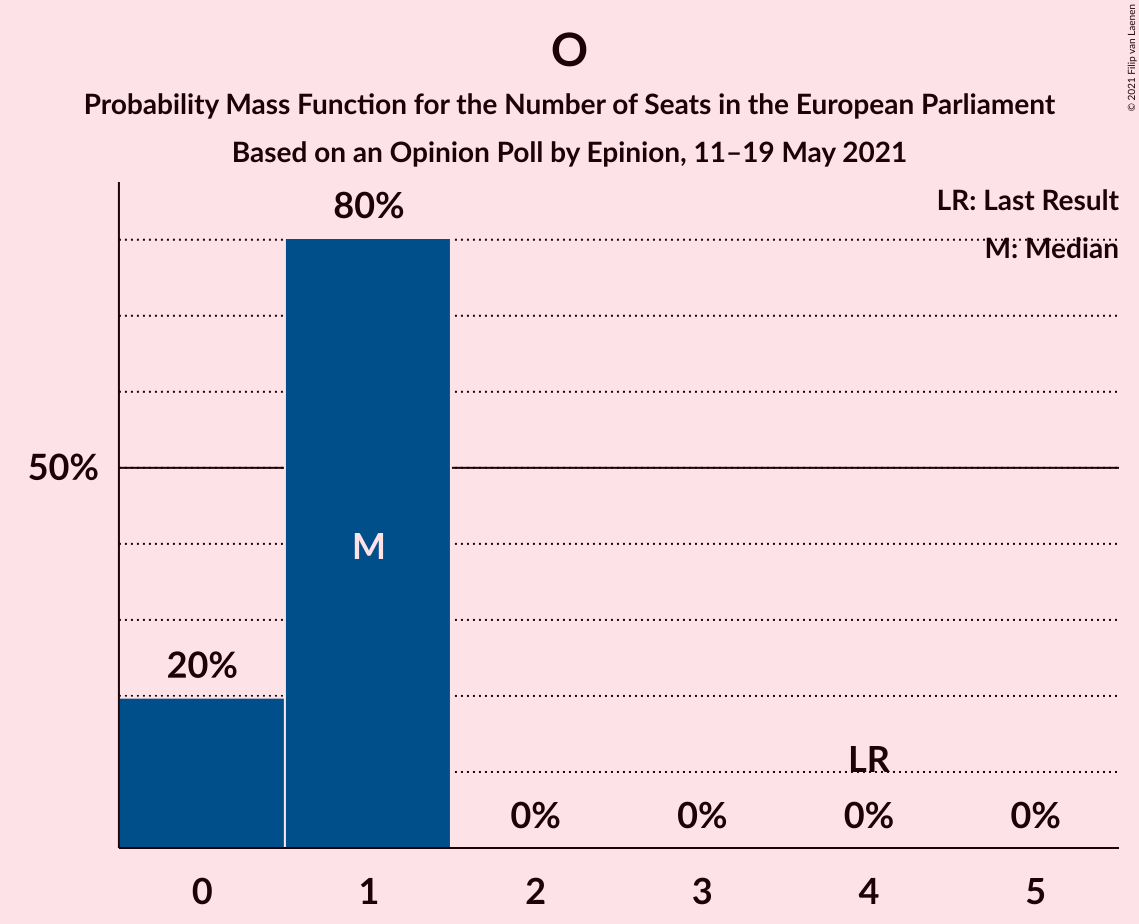 O
Probability Mass Function for the Number of Seats in the European Parliament
Based on an Opinion Poll by Epinion, 11–19 May 2021
© 2021 Filip van Laenen
LR: Last Result
M: Median
80%
50%
M
20%
LR
0% 0% 0% 0%
0 1 2 3 4 5